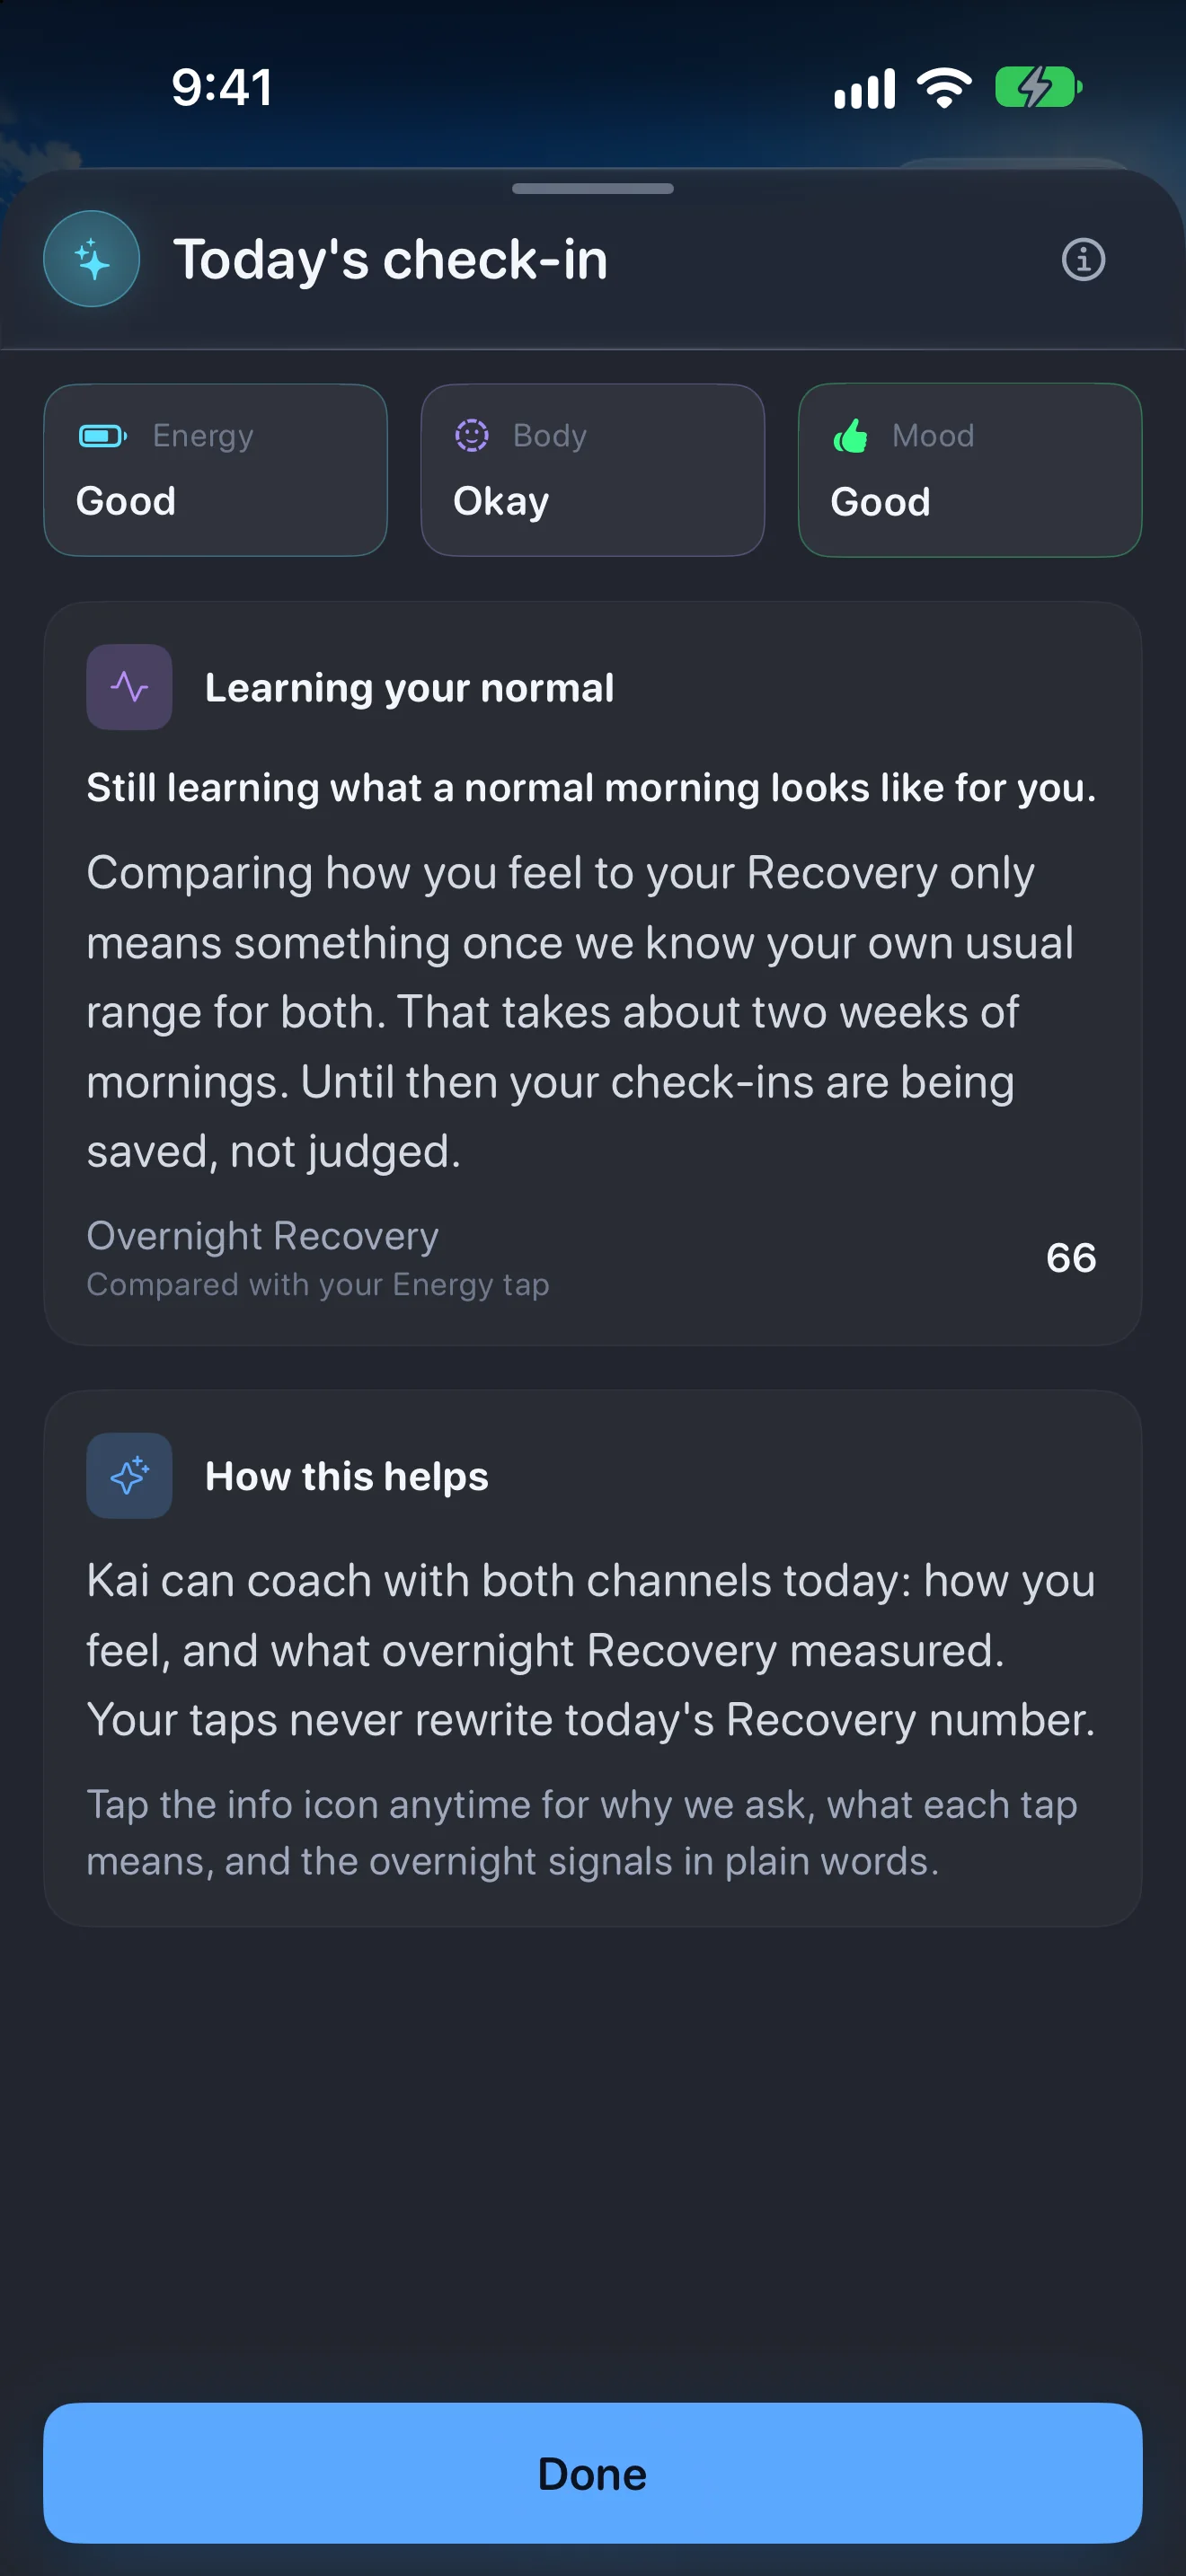 9:41
Today's check-in
Energy
Good
Body
Okay
Mood
Good
Learning your normal
Still learning what a normal morning looks like for you.
Comparing how you feel to your Recovery only
means something once we know your own usual
range for both. That takes about two weeks of
mornings. Until then your check-ins are being
saved, not judged.
Overnight Recovery
Compared with your Energy tap
66
How this helps
Kai can coach with both channels today: how you
feel, and what overnight Recovery measured.
Your taps never rewrite today's Recovery number.
Tap the info icon anytime for why we ask, what each tap
means, and the overnight signals in plain words.
Done